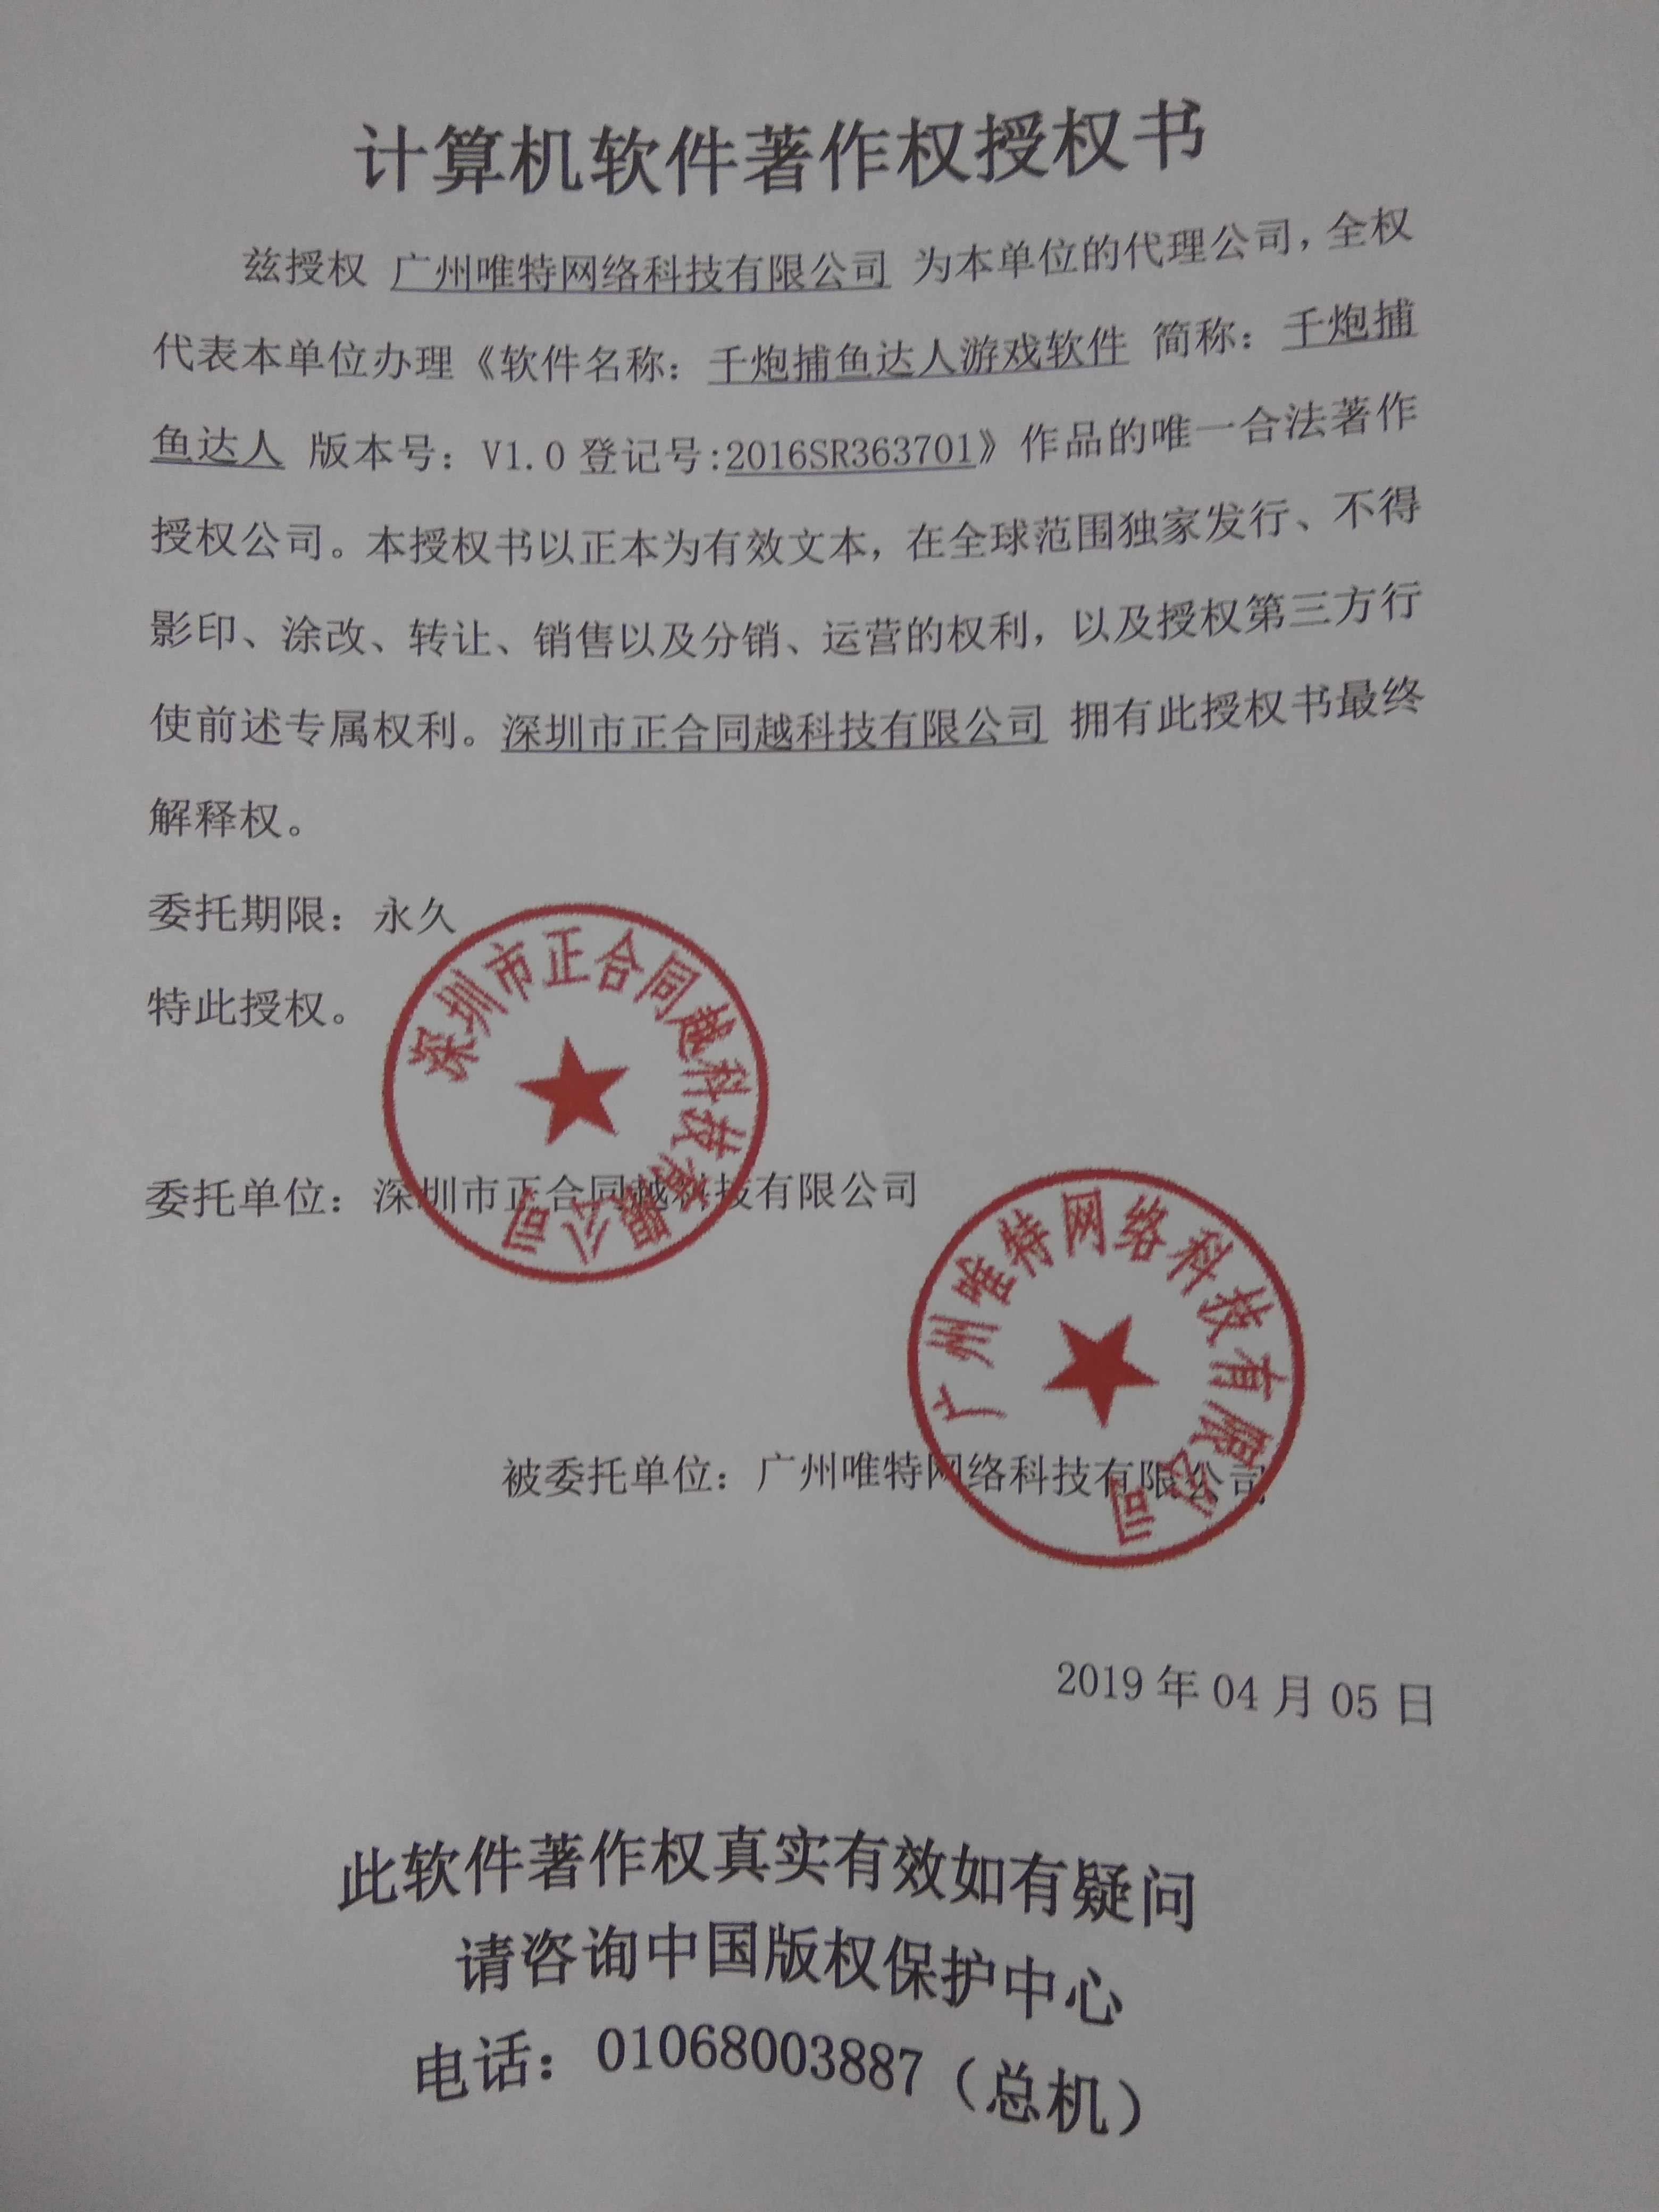 计算机软件著作权授权书
兹授权 广州唯特网络科技有限公司 为本单位的代理公司，全权
代表本单位办理《软件名称：千炮捕鱼达人游戏软件 简称：千炮捕
鱼达人 版本号：V1.0 登记号:2016SR363701》作品的唯一合法著作
授权公司。本授权书以正本为有效文本，在全球范围独家发行、不得
影印、涂改、转让、销售以及分销、运营的权利，以及授权第三方行
使前述专属权利。深圳市正合同越科技有限公司 拥有此授权书最终
解释权。
委托期限：永久
特此授权。
深圳市正合同越科技有限公司
委托单位：深圳市正合同越科技有限公司
广州唯特网络科技有限公司
被委托单位：广州唯特网络科技有限公司
2019 年 04 月 05 日
此软件著作权真实有效如有疑问
请咨询中国版权保护中心
电话：01068003887（总机）